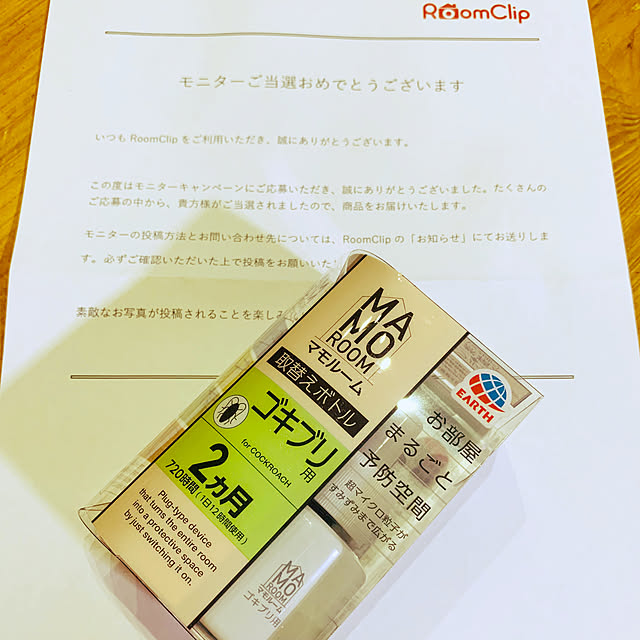 RoomClip
モニターご当選おめでとうございます
いつも RoomClip をご利用いただき、誠にありがとうございます。
この度はモニターキャンペーンにご応募いただき、誠にありがとうございました。たくさんの
ご応募の中から、貴方様がご当選されましたので、商品をお届けいたします。
モニターの投稿方法とお問い合わせ先については、RoomClip の「お知らせ」にてお送りしま
す。必ずご確認いただいた上で投稿をお願いいた
素敵なお写真が投稿されることを楽しみ
MA
MO
ROOM
マモルーム
取替えボトル
ゴキブリ用
for COCKROACH
2ヵ月
720時間(1日12時間使用)
Plug-type device
that turns the entire room
into a protective space
by just switching it on.
EARTH
お部屋
まるごと
予防空間
超マイクロ粒子が
すみずみまで広がる
MA
MO
ROOM
マモルーム
ゴキブリ用